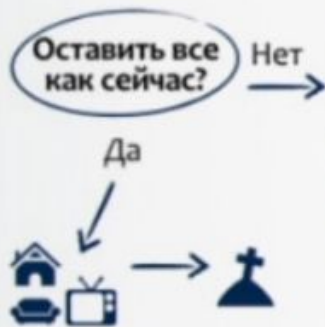 Оставить все
как сейчас?
Нет
Да